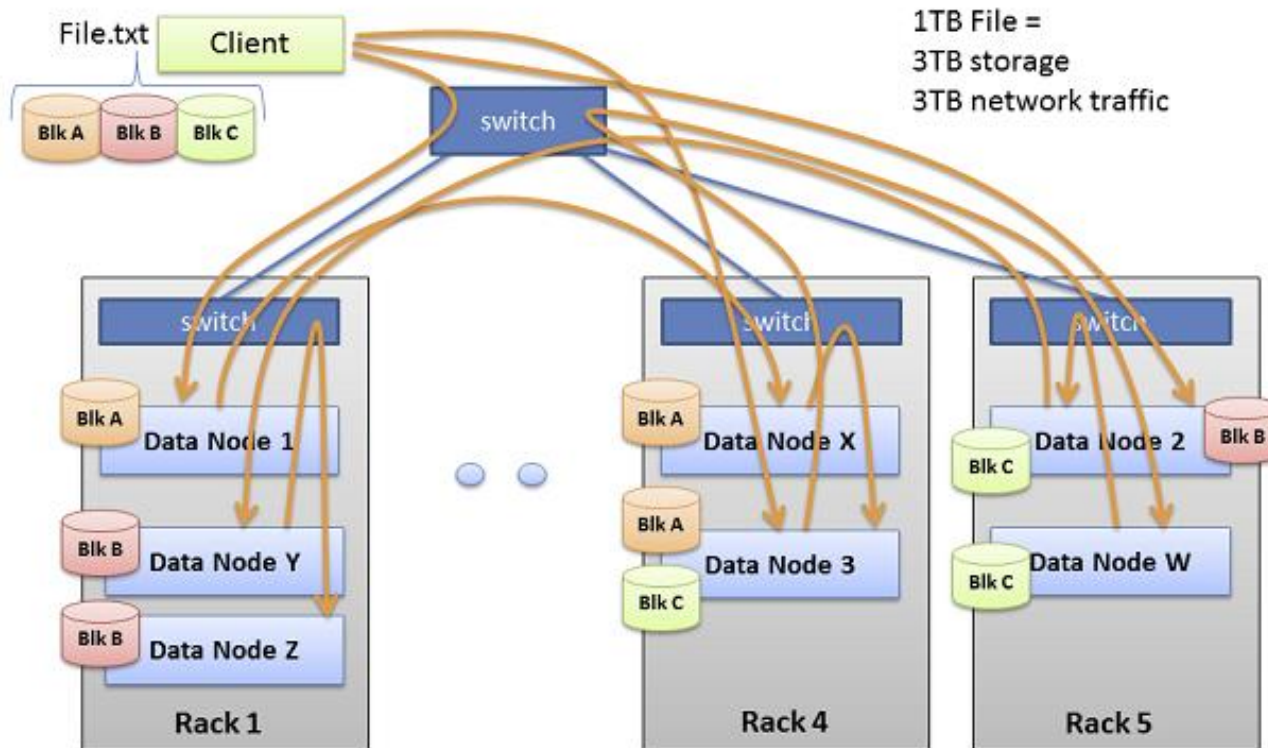 File.txt
Client
Blk A
Blk B
Blk C
1TB File =
3TB storage
3TB network traffic
switch
switch
Blk A
Data Node 1
Blk B
Data Node Y
Blk B
Data Node Z
Rack 1
switch
Blk A
Data Node X
Blk A
Data Node 3
Blk C
Rack 4
switch
Data Node 2
Blk B
Blk C
Data Node W
Blk C
Rack 5